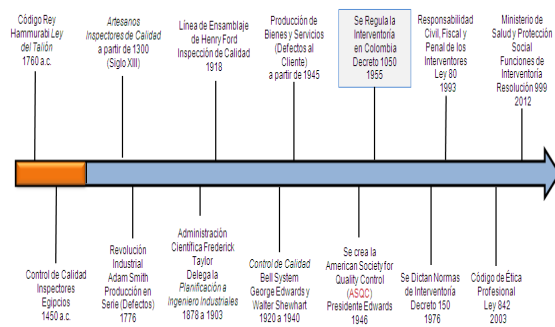 Código Rey
Hammurabi Ley
del Talión
1760 a.c.
Artesanos
Inspectores de Calidad
a partir de 1300
(Siglo XIII)
Línea de Ensamblaje
de Henry Ford
Inspección de Calidad
1918
Producción de
Bienes y Servicios
(Defectos al
Cliente)
a partir de 1945
Se Regula la
Interventoría
en Colombia
Decreto 1050
1955
Responsabilidad
Civil, Fiscal y
Penal de los
Interventores
Ley 80
1993
Ministerio de
Salud y Protección
Social
Funciones de
Interventoría
Resolución 999
2012
Control de Calidad
Inspectores
Egipcios
1450 a.c.
Revolución
Industrial
Adam Smith
Producción en
Serie (Defectos)
1776
Administración
Científica Frederick
Taylor
Delega la
Planificación a
Ingeniero Industriales
1878 a 1903
Control de Calidad
Bell System
George Edwards y
Walter Shewhart
1920 a 1940
Se crea la
American Society for
Quality Control
(ASQC)
Presidente Edwards
1946
Se Dictan Normas
de Interventoría
Decreto 150
1976
Código de Ética
Profesional
Ley 842
2003